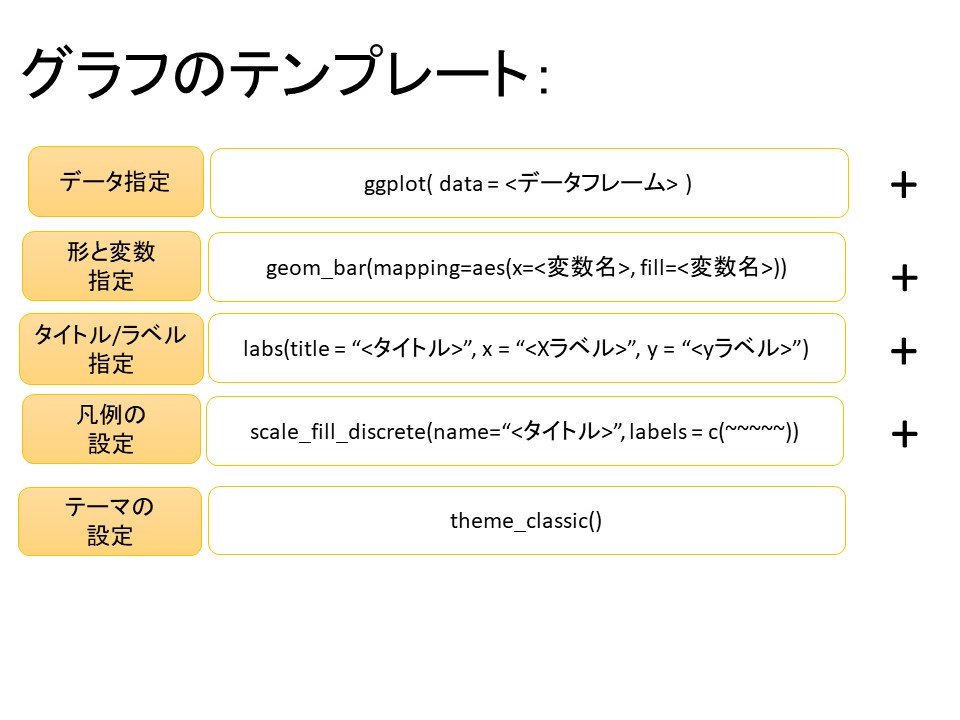 グラフのテンプレート：
データ指定
ggplot( data = <データフレーム> )
+
形と変数
指定
geom_bar(mapping=aes(x=<変数名>, fill=<変数名>))
+
タイトル/ラベル
指定
labs(title = “<タイトル>”, x = “<Xラベル>”, y = “<yラベル>”)
+
凡例の
設定
scale_fill_discrete(name=“<タイトル>”, labels = c(~~~~~))
+
テーマの
設定
theme_classic()